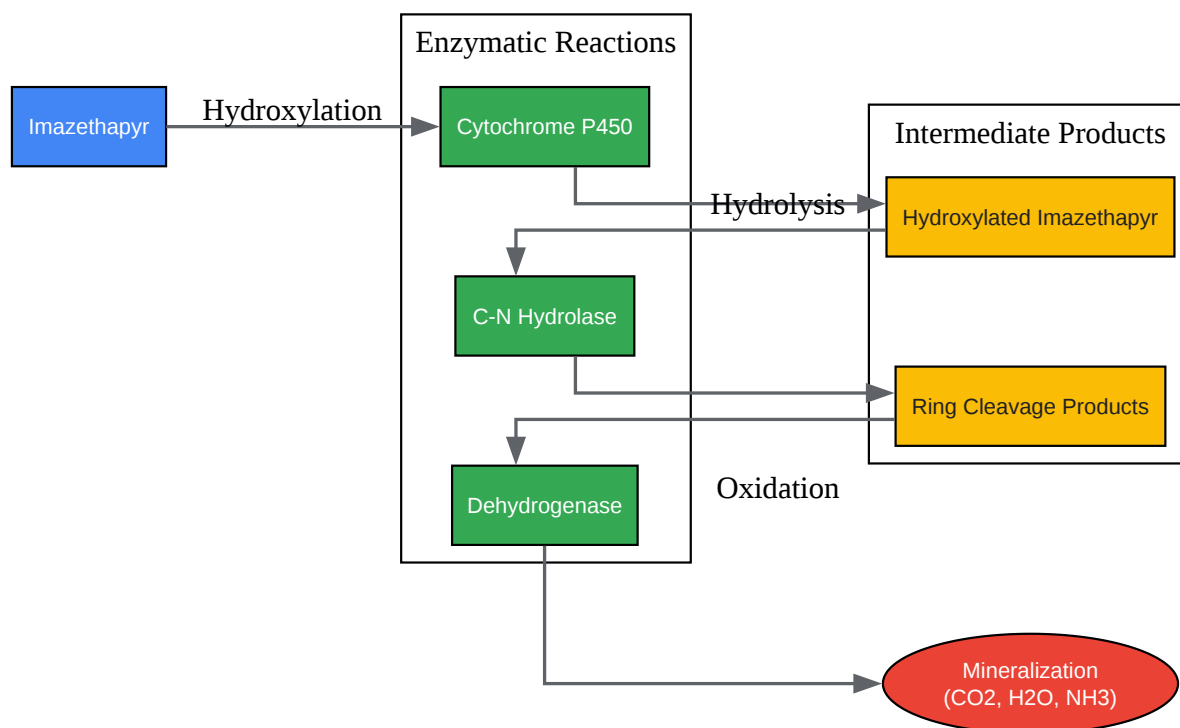 Enzymatic Reactions
Imazethapyr
Hydroxylation
Cytochrome P450
Intermediate Products
Hydrolysis
Hydroxylated Imazethapyr
C-N Hydrolase
Ring Cleavage Products
Oxidation
Dehydrogenase
Mineralization
(CO2, H2O, NH3)